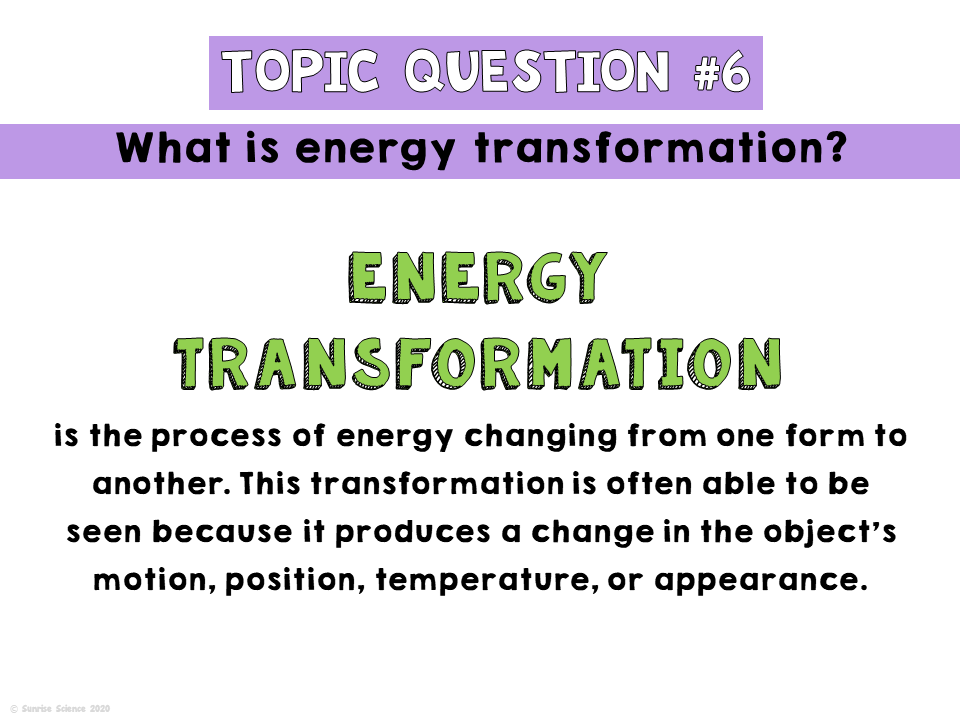 TOPIC QUESTION #6
What is energy transformation?
ENERGY
TRANSFORMATION
is the process of energy changing from one form to
another. This transformation is often able to be
seen because it produces a change in the object's
motion, position, temperature, or appearance.
© Sunrise Science 2020